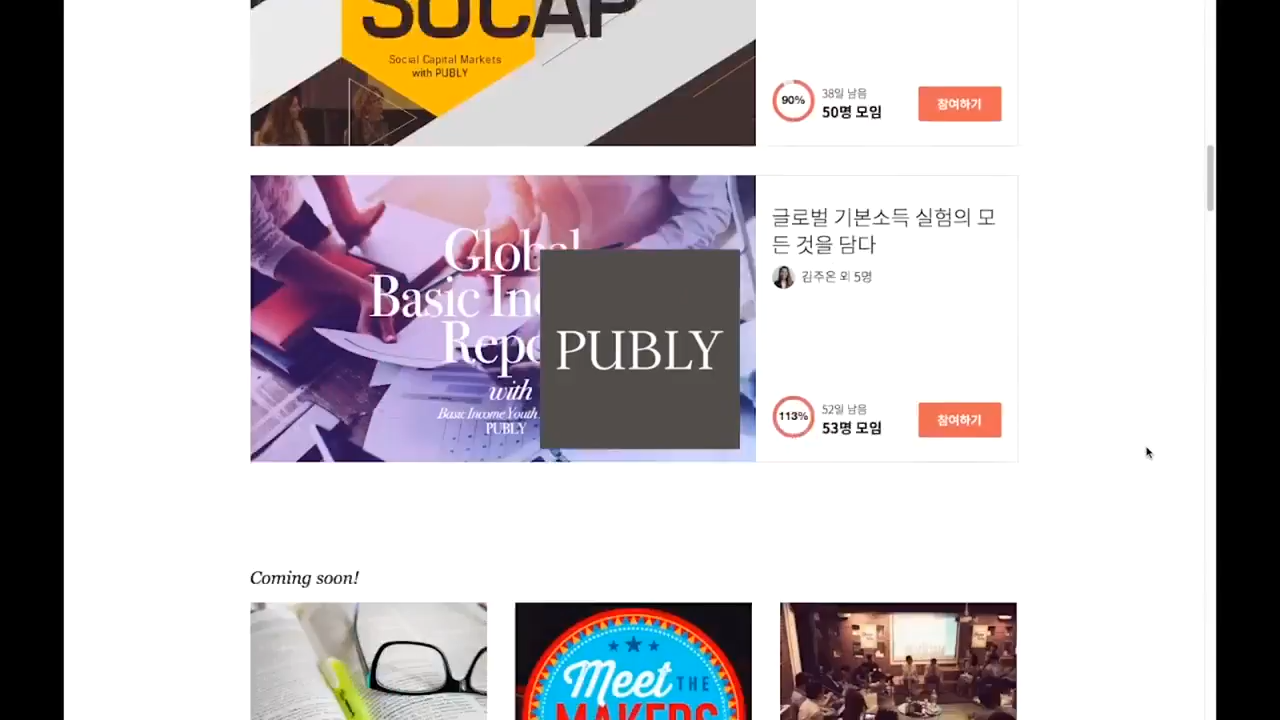 SOCAP
Social Capital Markets
with PUBLY
90%
38일 남음
50명 모임
참여하기
Global
Basic Inc
Repo
with
Basic Income Youth
PUBLY
PUBLY
글로벌 기본소득 실험의 모
든 것을 담다
김주온 외 5명
113%
52일 남음
53명 모임
참여하기
Coming soon!
Meet THE
MAKERS